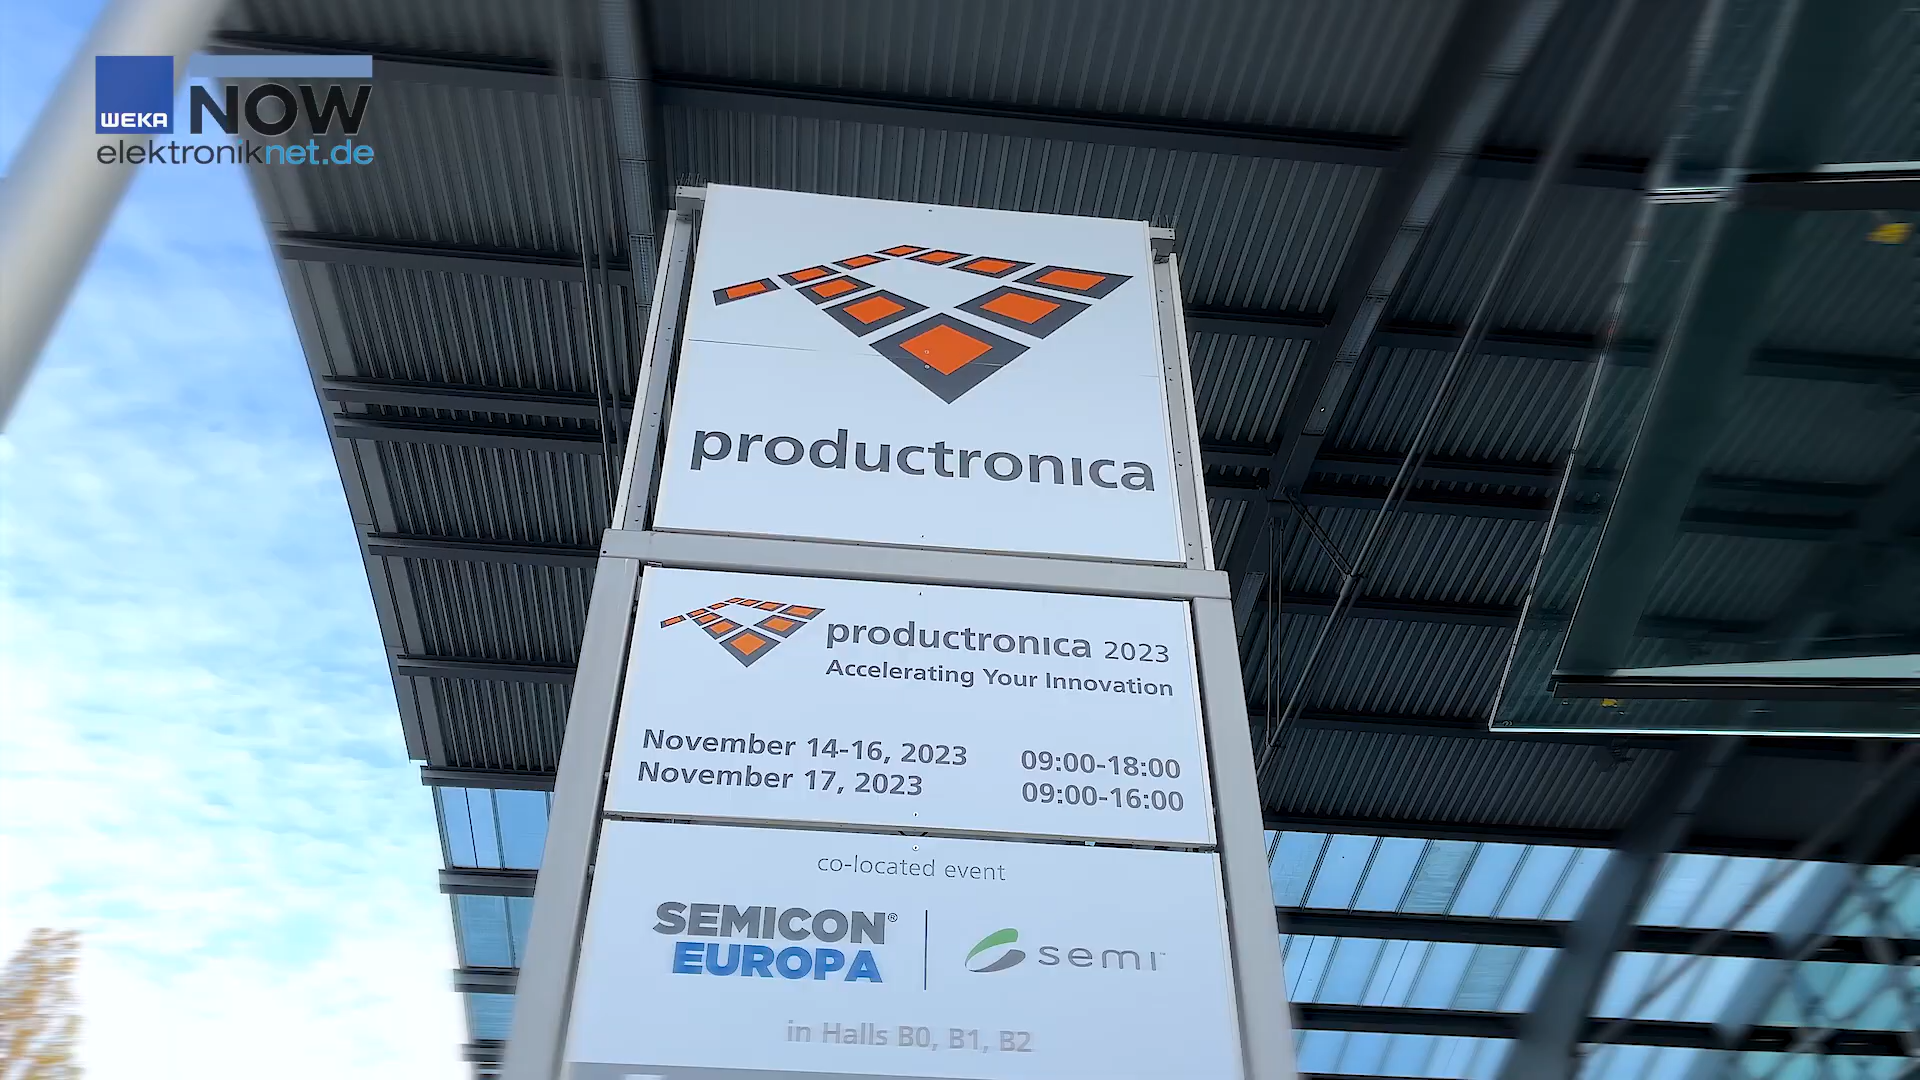 WEKA NOW
elektroniknet.de
productronica
productronica 2023
Accelerating Your Innovation
November 14-16, 2023 09:00-18:00
November 17, 2023 09:00-16:00
co-located event
SEMICON®
EUROPA
semi™
in Halls B0, B1, B2